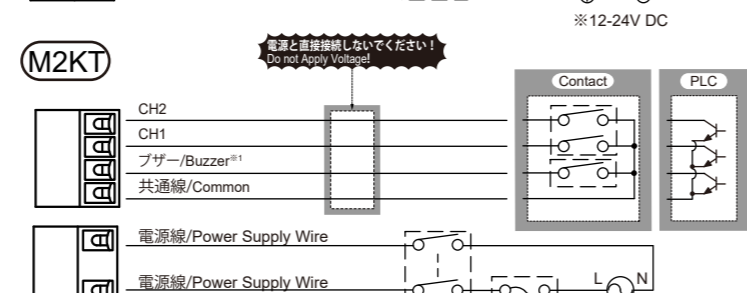 ※12-24V DC
M2KT
電源と直接接続しないでください！
Do not Apply Voltage!
Contact
PLC
CH2
CH1
ブザー/Buzzer※1
共通線/Common
電源線/Power Supply Wire
電源線/Power Supply Wire
L
N